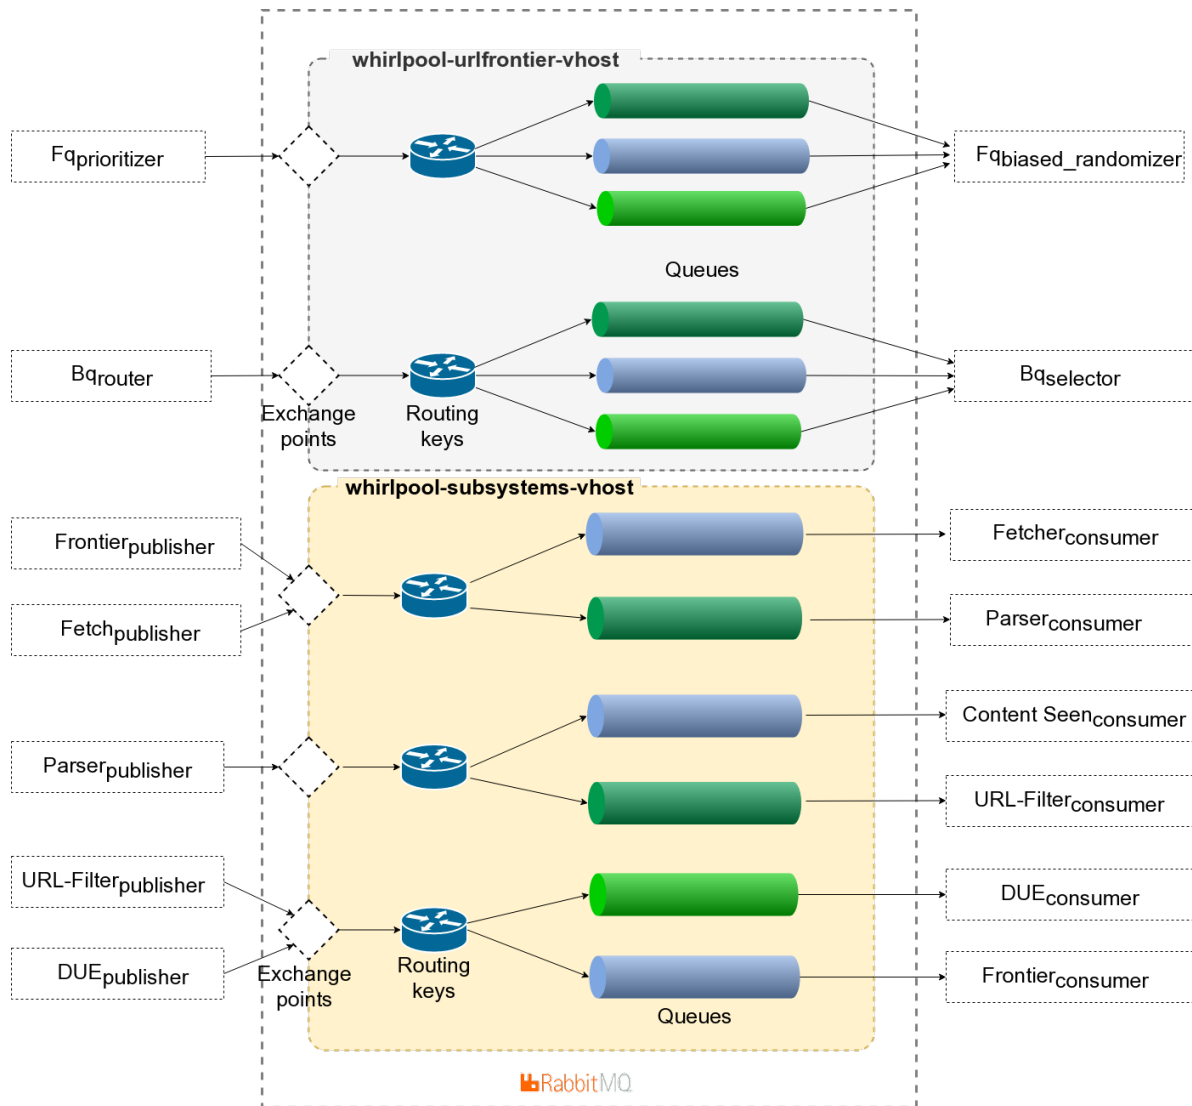 whirlpool-urlfrontier-vhost
Fqprioritizer
Fqbiased_randomizer
Queues
Bqrouter
Bqselector
Exchange
points
Routing
keys
whirlpool-subsystems-vhost
Frontierpublisher
Fetcherconsumer
Fetchpublisher
Parserconsumer
Content Seenconsumer
Parserpublisher
URL-Filterconsumer
URL-Filterpublisher
DUEconsumer
DUEpublisher
Exchange
points
Routing
keys
Frontierconsumer
Queues
RabbitMQ